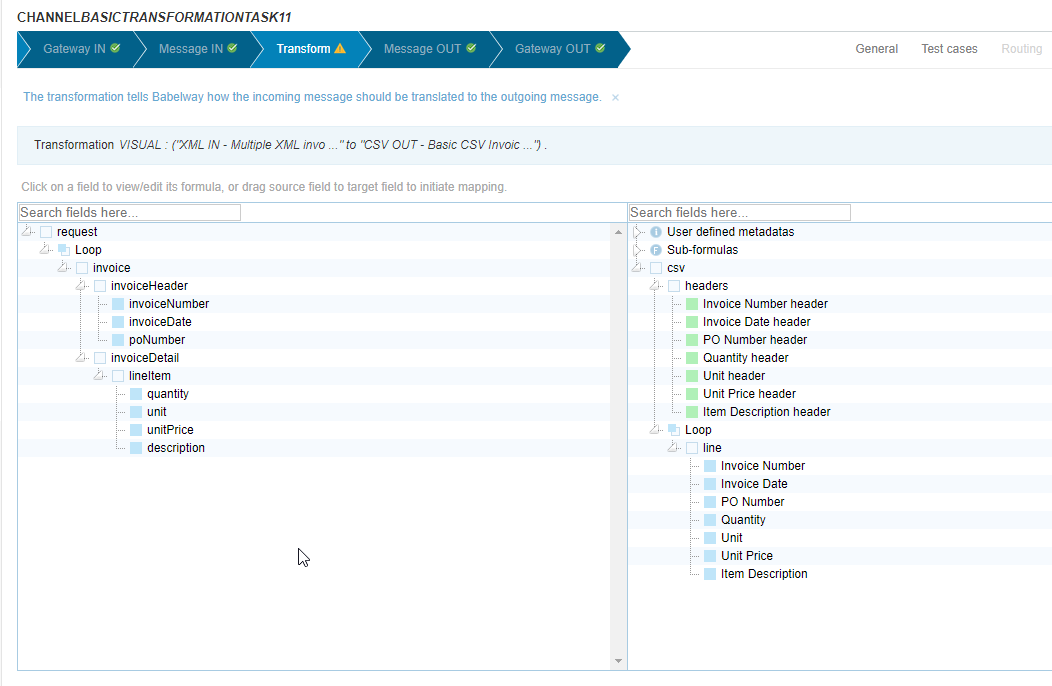 CHANNELBASICTRANSFORMATIONTASK11
Gateway IN Message IN Transform Message OUT Gateway OUT General Test cases Routing
The transformation tells Babelway how the incoming message should be translated to the outgoing message. ×
Transformation VISUAL : ("XML IN - Multiple XML invo ..." to "CSV OUT - Basic CSV Invoic ...") .
Click on a field to view/edit its formula, or drag source field to target field to initiate mapping.
Search fields here...
request
Loop
invoice
invoiceHeader
invoiceNumber
invoiceDate
poNumber
invoiceDetail
lineItem
quantity
unit
unitPrice
description
Search fields here...
I User defined metadatas
F Sub-formulas
csv
headers
Invoice Number header
Invoice Date header
PO Number header
Quantity header
Unit header
Unit Price header
Item Description header
Loop
line
Invoice Number
Invoice Date
PO Number
Quantity
Unit
Unit Price
Item Description